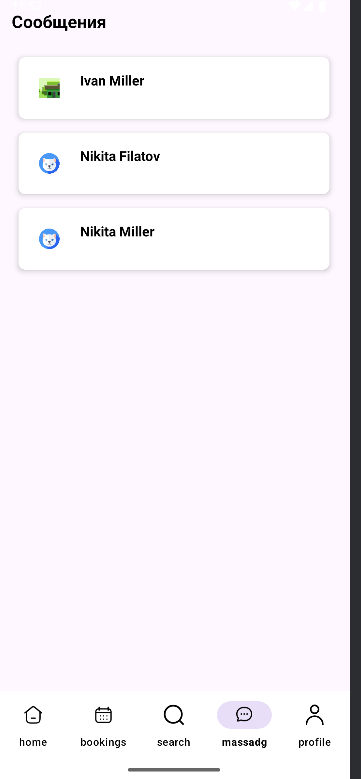 Сообщения
Ivan Miller
Nikita Filatov
Nikita Miller
home bookings search massadg profile